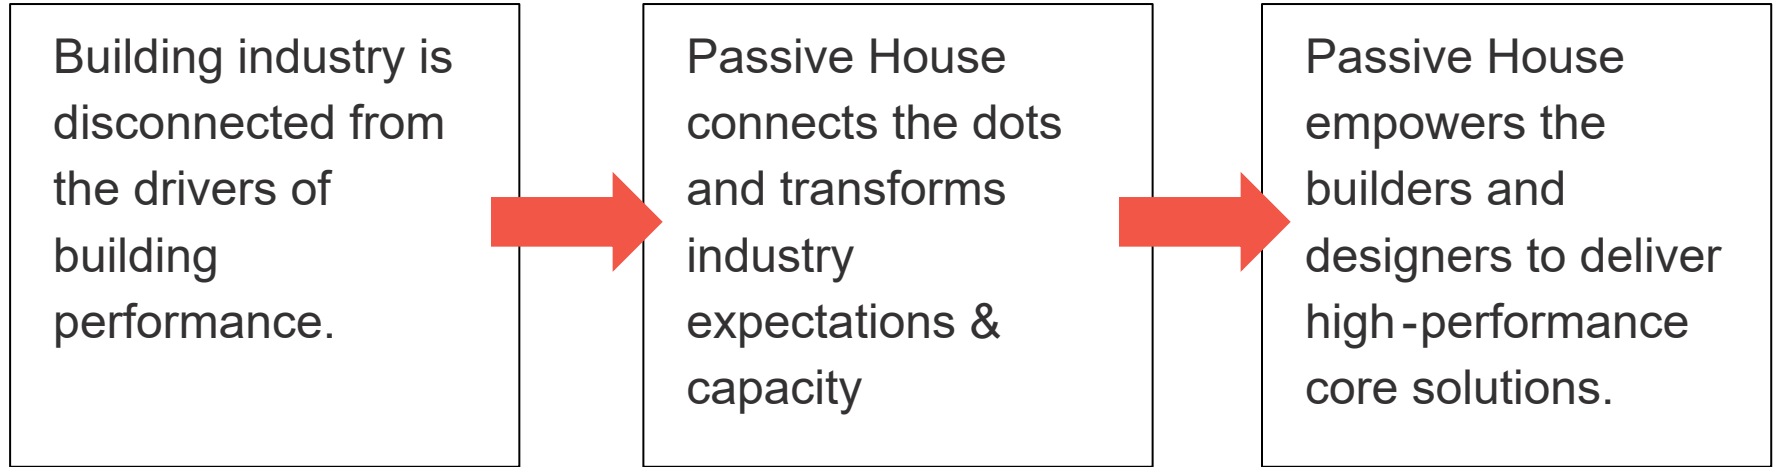 Building industry is
disconnected from
the drivers of
building
performance.
Passive House
connects the dots
and transforms
industry
expectations &
capacity
Passive House
empowers the
builders and
designers to deliver
high-performance
core solutions.